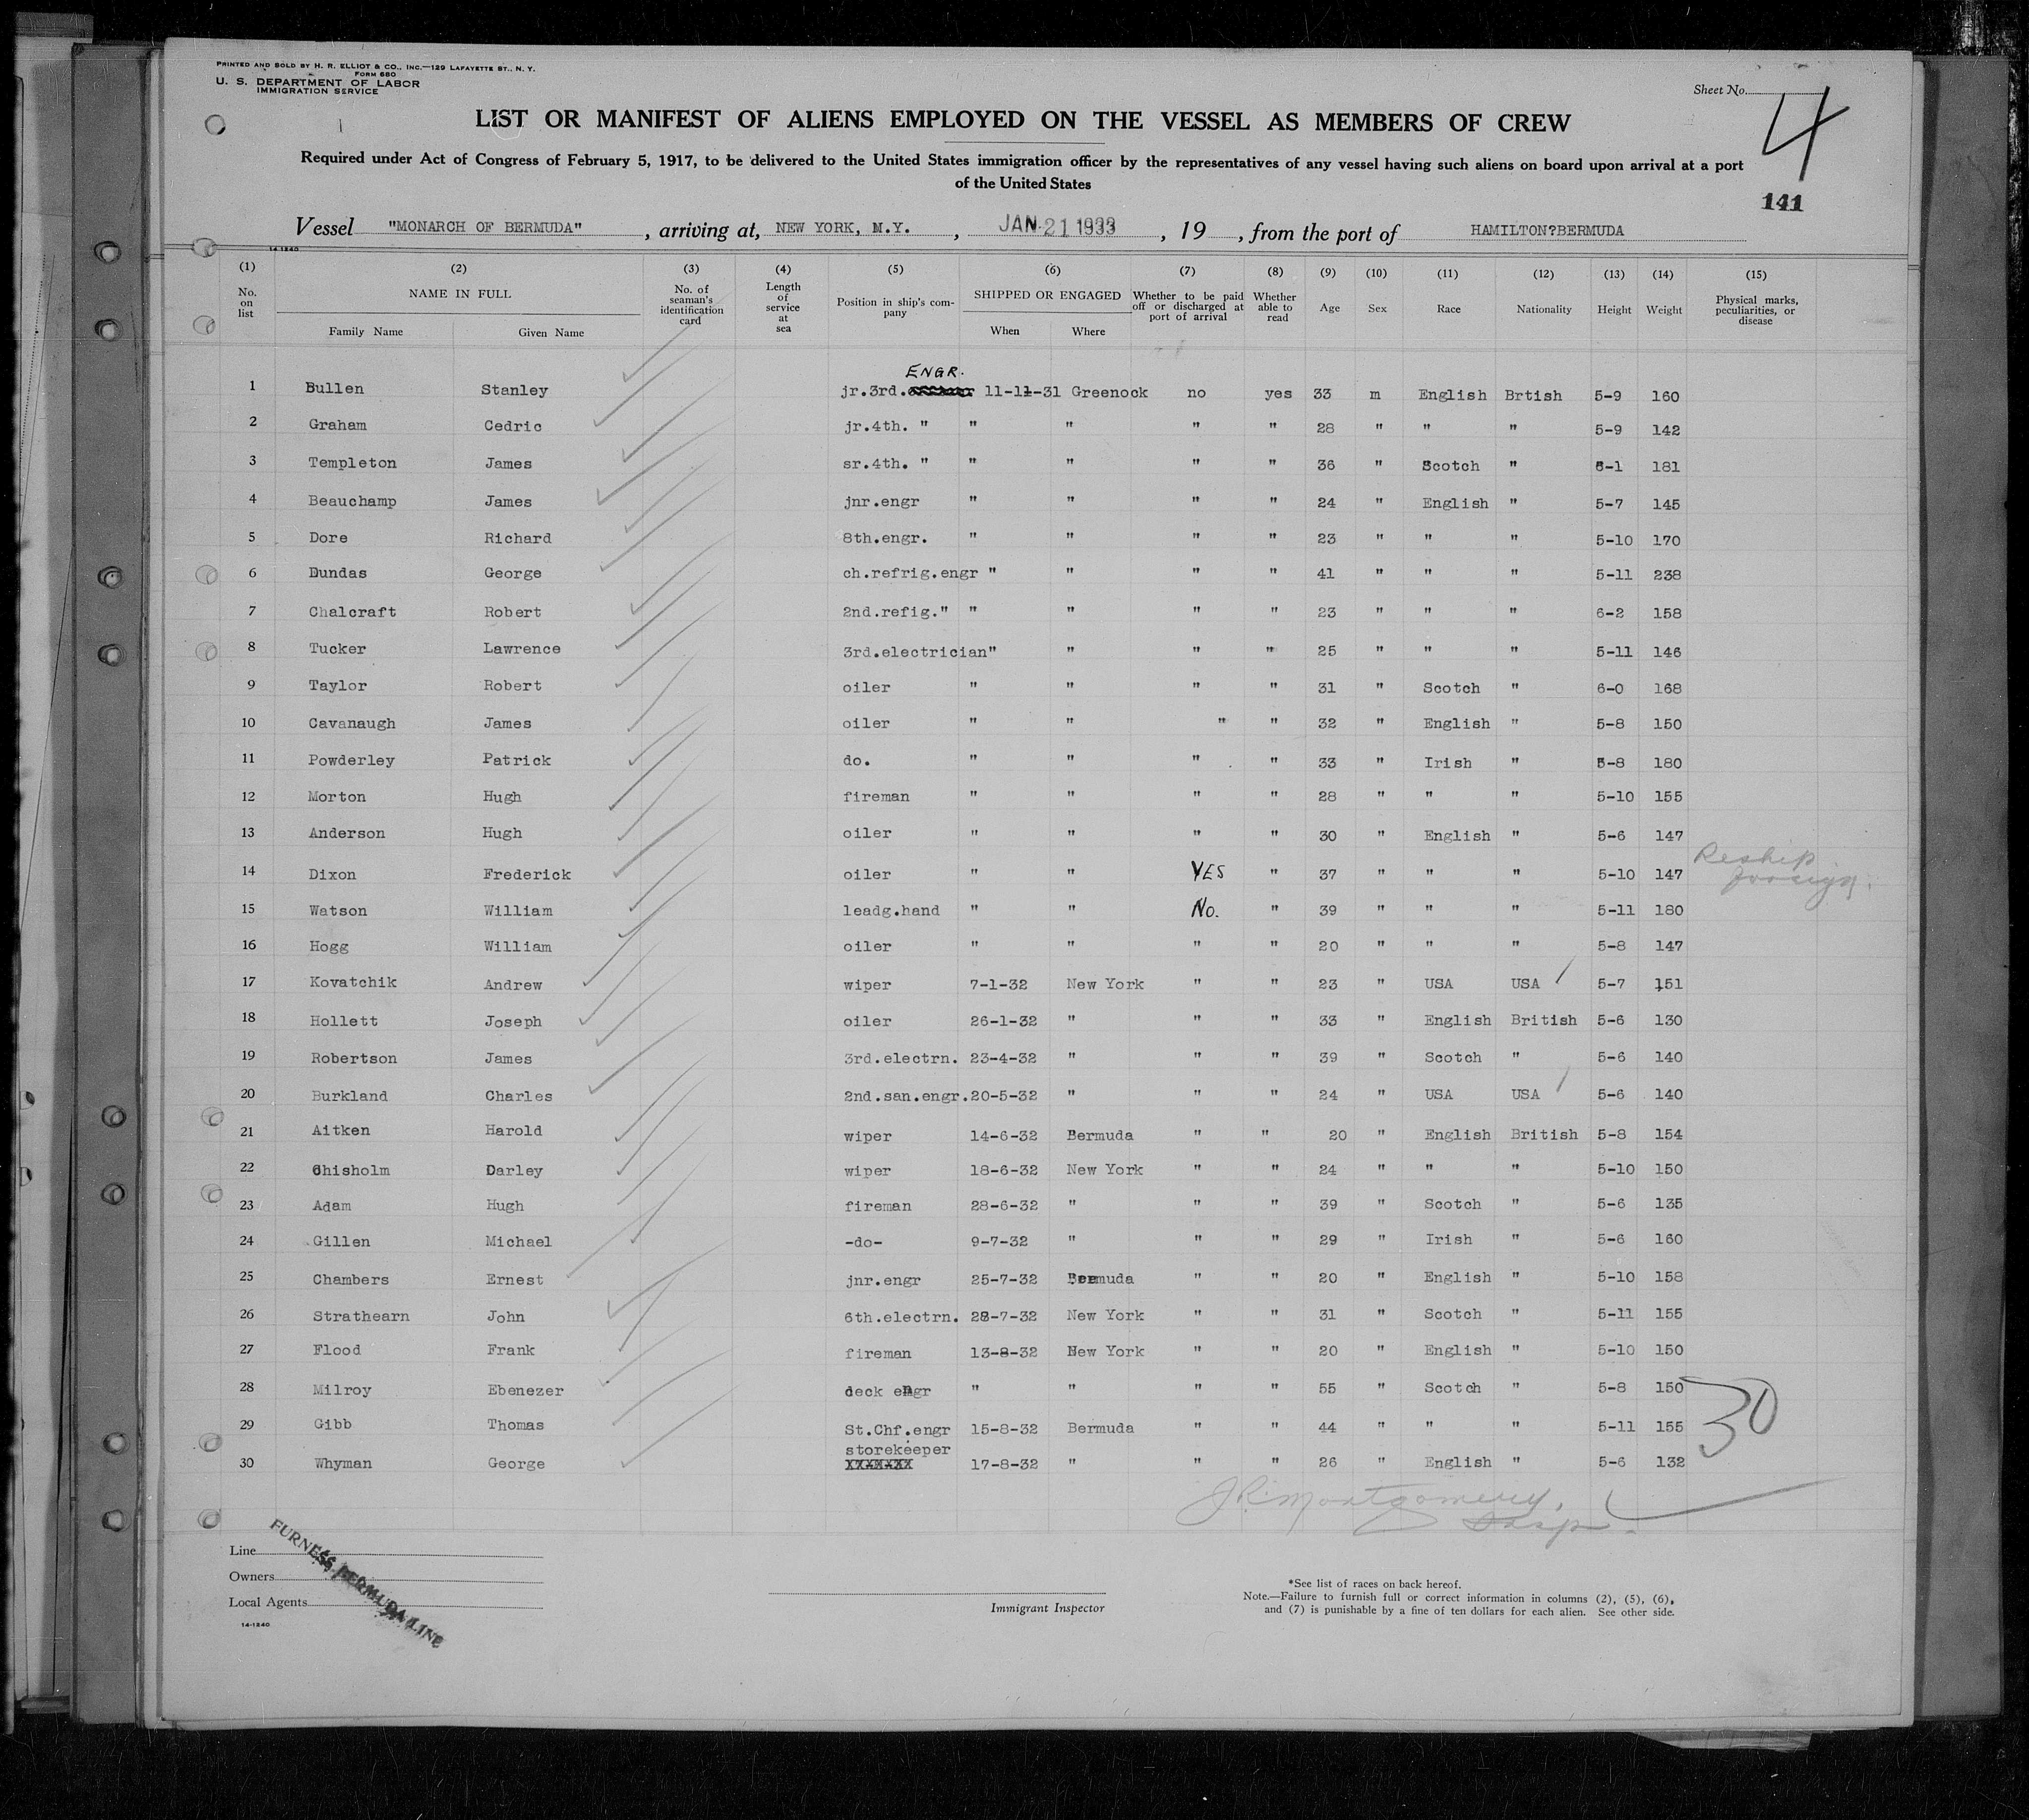 PRINTED AND SOLD BY H. R. ELLIOT & CO., INC.—129 LAFAYETTE ST., N. Y.
FORM 680
U. S. DEPARTMENT OF LABOR
IMMIGRATION SERVICE
Sheet No. 4
LIST OR MANIFEST OF ALIENS EMPLOYED ON THE VESSEL AS MEMBERS OF CREW
Required under Act of Congress of February 5, 1917, to be delivered to the United States immigration officer by the representatives of any vessel having such aliens on board upon arrival at a port
of the United States
141
Vessel "MONARCH OF BERMUDA", arriving at, NEW YORK, N.Y., JAN 21 1933, 19 , from the port of HAMILTON?BERMUDA
14-1240
(1) (2) (3) (4) (5) (6) (7) (8) (9) (10) (11) (12) (13) (14) (15)
No. on list NAME IN FULL Family Name Given Name No. of seaman's identification card Length of service at sea Position in ship's company SHIPPED OR ENGAGED When Where Whether to be paid off or discharged at port of arrival Whether able to read Age Sex Race Nationality Height Weight Physical marks, peculiarities, or disease
ENGR.
1 Bullen Stanley jr.3rd. 11-11-31 Greenock no yes 33 m English Brtish 5-9 160
2 Graham Cedric jr.4th. " " " " " 28 " " " 5-9 142
3 Templeton James sr.4th. " " " " " 36 " Scotch " 6-1 181
4 Beauchamp James jnr.engr " " " " 24 " English " 5-7 145
5 Dore Richard 8th.engr. " " " " 23 " " " 5-10 170
6 Dundas George ch.refrig.engr " " " " 41 " " " 5-11 238
7 Chalcraft Robert 2nd.refig." " " " " 23 " " " 6-2 158
8 Tucker Lawrence 3rd.electrician" " " " 25 " " " 5-11 146
9 Taylor Robert oiler " " " " 31 " Scotch " 6-0 168
10 Cavanaugh James oiler " " " " 32 " English " 5-8 150
11 Powderley Patrick do. " " " " 33 " Irish " 5-8 180
12 Morton Hugh fireman " " " " 28 " " " 5-10 155
13 Anderson Hugh oiler " " " " 30 " English " 5-6 147
14 Dixon Frederick oiler " " YES " 37 " " " 5-10 147 Reship foreign.
15 Watson William leadg.hand " " No. " 39 " " " 5-11 180
16 Hogg William oiler " " " " 20 " " " 5-8 147
17 Kovatchik Andrew wiper 7-1-32 New York " " 23 " USA USA 5-7 151
18 Hollett Joseph oiler 26-1-32 " " " 33 " English British 5-6 130
19 Robertson James 3rd.electrn. 23-4-32 " " " 39 " Scotch " 5-6 140
20 Burkland Charles 2nd.san.engr. 20-5-32 " " " 24 " USA USA 5-6 140
21 Aitken Harold wiper 14-6-32 Bermuda " " 20 " English British 5-8 154
22 Chisholm Darley wiper 18-6-32 New York " " 24 " " " 5-10 150
23 Adam Hugh fireman 28-6-32 " " " 39 " Scotch " 5-6 135
24 Gillen Michael -do- 9-7-32 " " " 29 " Irish " 5-6 160
25 Chambers Ernest jnr.engr 25-7-32 Bermuda " " 20 " English " 5-10 158
26 Strathearn John 6th.electrn. 28-7-32 New York " " 31 " Scotch " 5-11 155
27 Flood Frank fireman 13-8-32 New York " " 20 " English " 5-10 150
28 Milroy Ebenezer deck engr " " " " 55 " Scotch " 5-8 150
29 Gibb Thomas St.Chf.engr 15-8-32 Bermuda " " 44 " " " 5-11 155
30
storekeeper
30 Whyman George XXXXXXX 17-8-32 " " " 26 " English " 5-6 132
J R Montgomery, Insp.
Line
Owners
Local Agents
FURNESS BERMUDA LINE
14-1240
Immigrant Inspector
*See list of races on back hereof.
Note.—Failure to furnish full or correct information in columns (2), (5), (6),
and (7) is punishable by a fine of ten dollars for each alien. See other side.